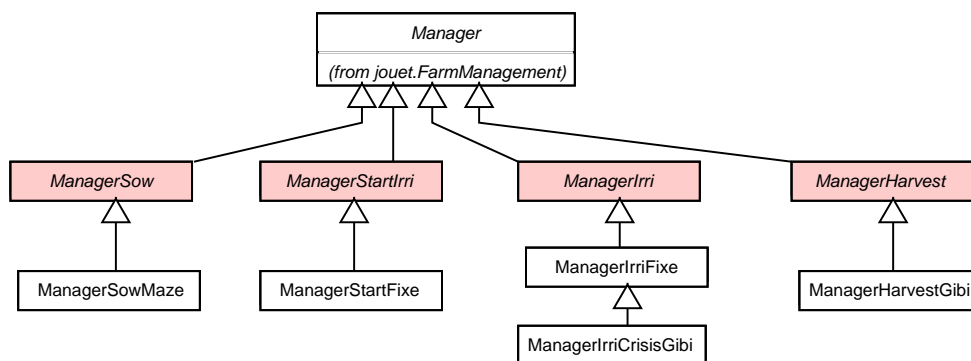 Manager
(from jouet.FarmManagement)
ManagerSow
ManagerStartIrri
ManagerIrri
ManagerHarvest
ManagerSowMaze
ManagerStartFixe
ManagerIrriFixe
ManagerHarvestGibi
ManagerIrriCrisisGibi